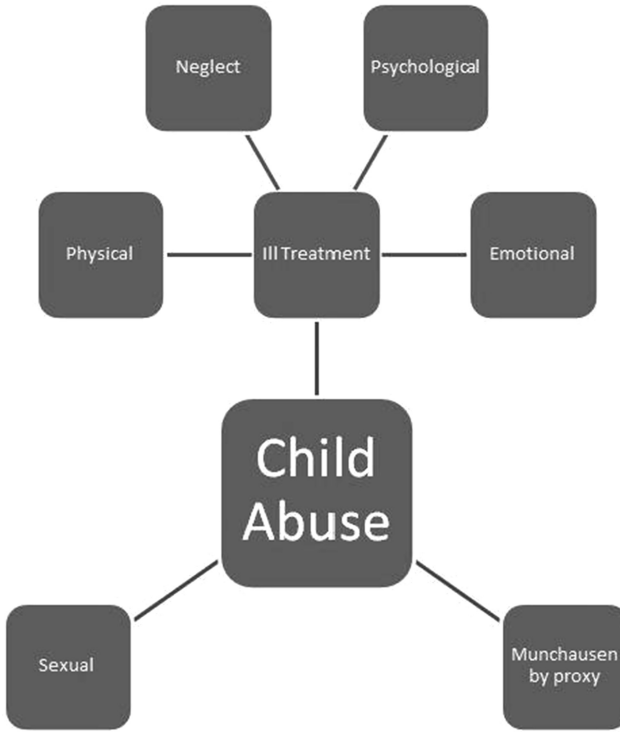 Neglect
Psychological
Physical
Ill Treatment
Emotional
Child
Abuse
Sexual
Munchausen
by proxy